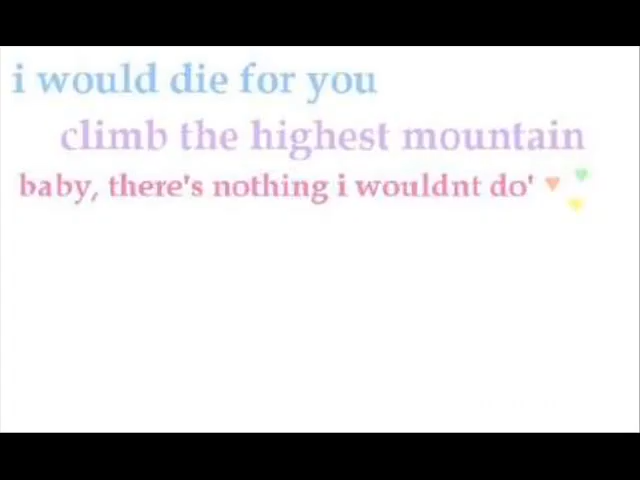 i would die for you
climb the highest mountain
baby, there's nothing i wouldnt do'